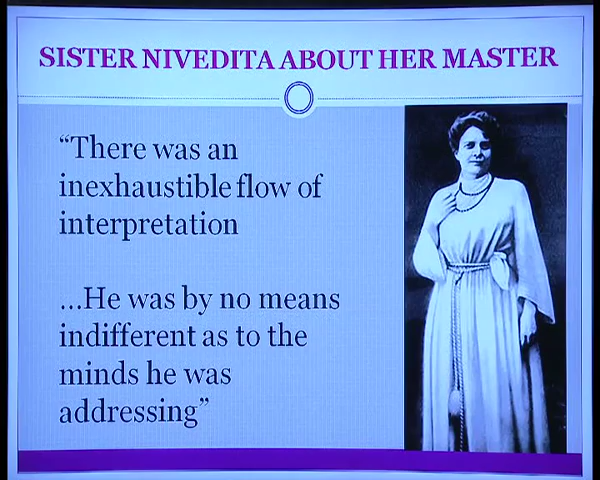 SISTER NIVEDITA ABOUT HER MASTER
“There was an
inexhaustible flow of
interpretation
...He was by no means
indifferent as to the
minds he was
addressing”